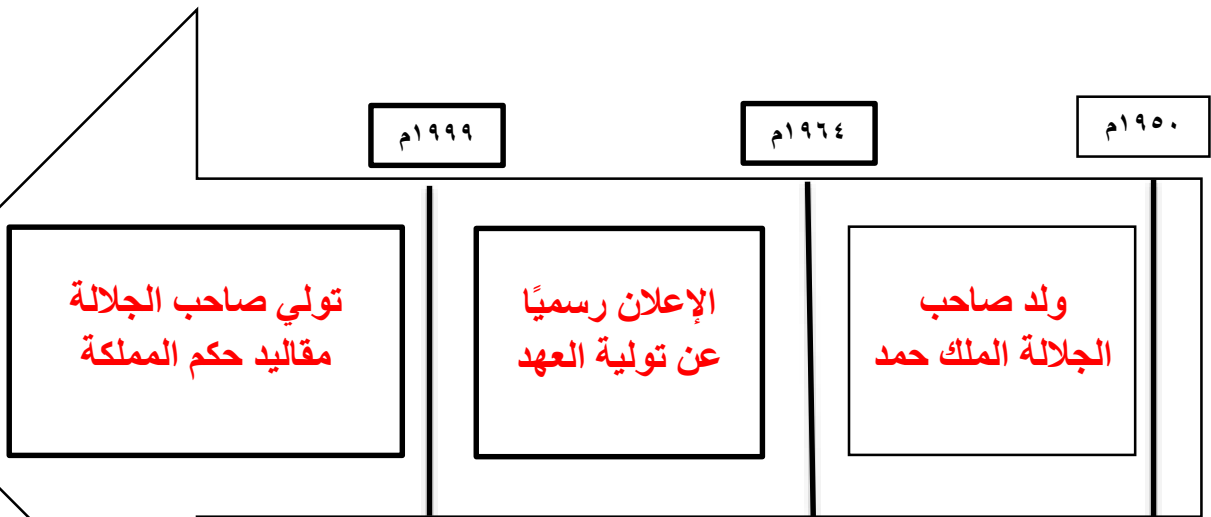 ١٩٥٠م
١٩٦٤م
١٩٩٩م
ولد صاحب
الجلالة الملك حمد
الإعلان رسميًا
عن تولية العهد
تولي صاحب الجلالة
مقاليد حكم المملكة